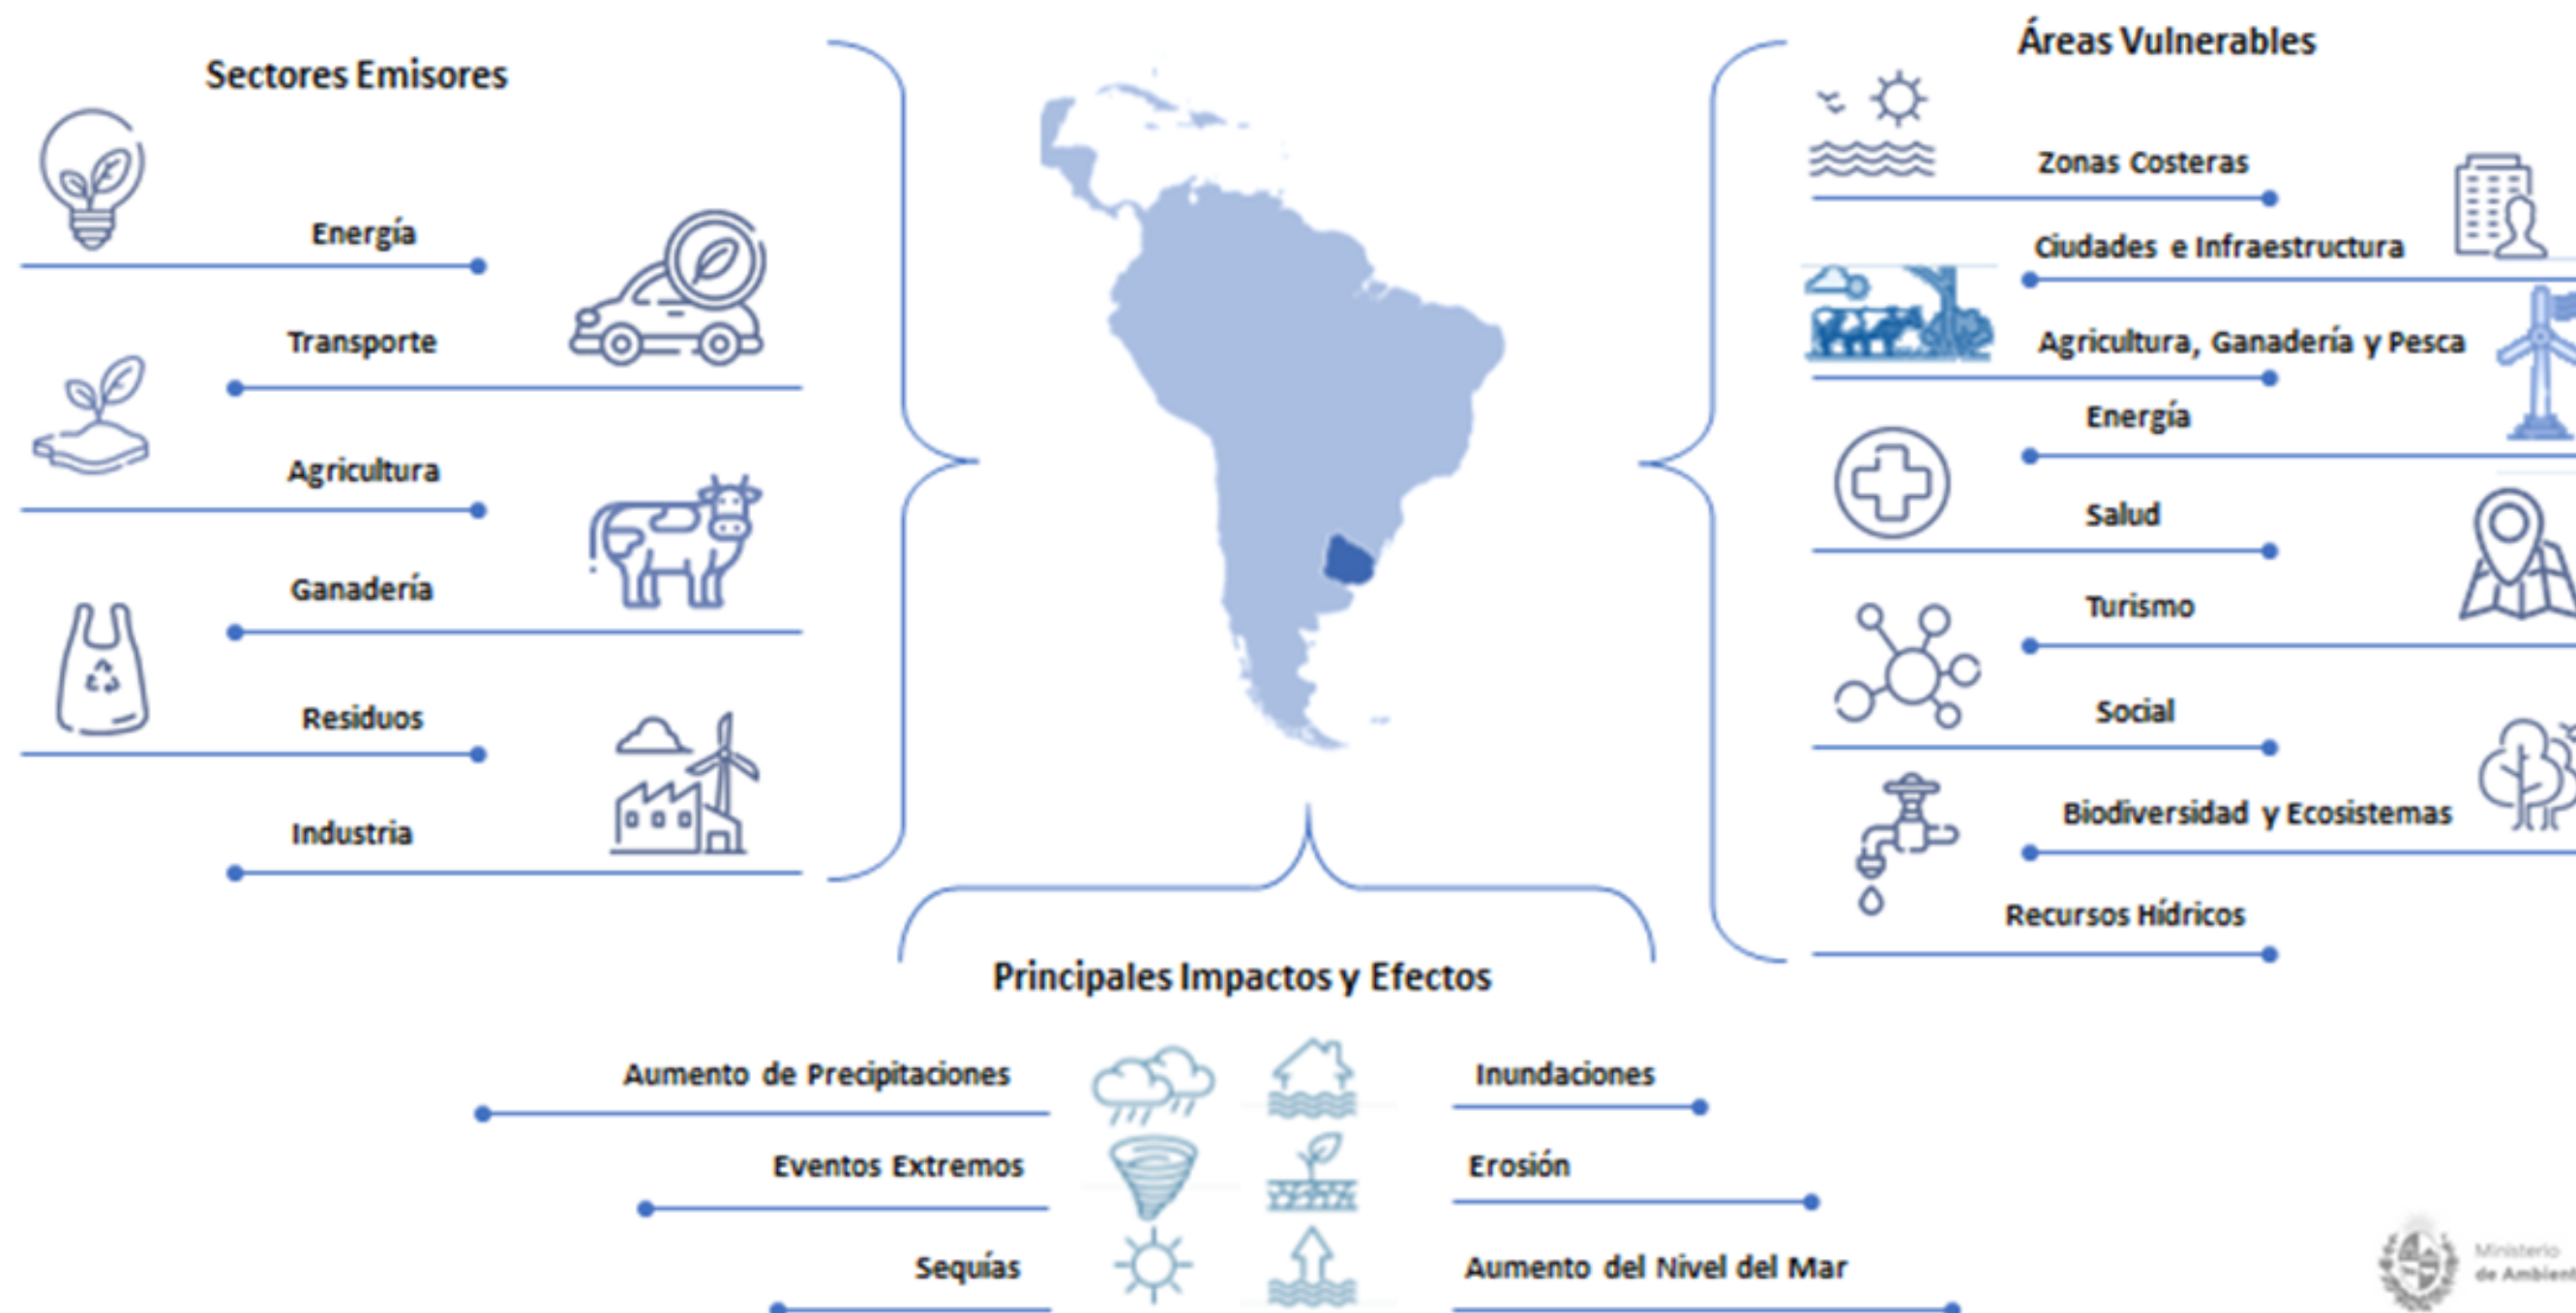 Sectores Emisores
Energía
Transporte
Agricultura
Ganadería
Residuos
Industria
Áreas Vulnerables
Zonas Costeras
Ciudades e Infraestructura
Agricultura, Ganadería y Pesca
Energía
Salud
Turismo
Social
Biodiversidad y Ecosistemas
Recursos Hídricos
Principales Impactos y Efectos
Aumento de Precipitaciones
Inundaciones
Eventos Extremos
Erosión
Sequías
Aumento del Nivel del Mar
Ministerio
de Ambient